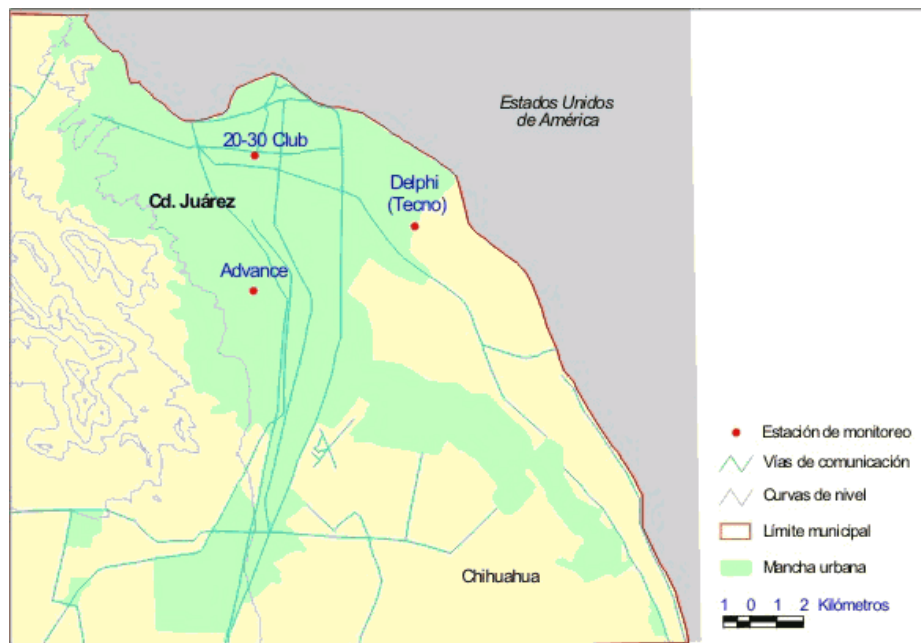 Estados Unidos
de América
20-30 Club
Delphi
(Tecno)
Cd. Juárez
Advance
Estación de monitoreo
Vías de comunicación
Curvas de nivel
Límite municipal
Mancha urbana
Chihuahua
1 0 1 2 Kilómetros